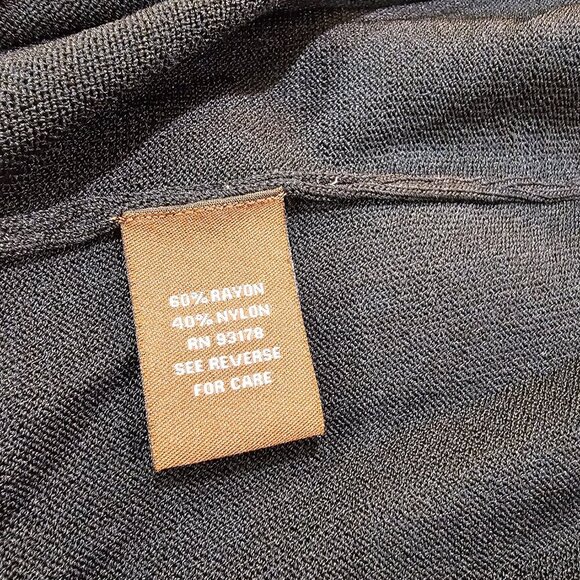 60% RAYON
40% NYLON
RN 93178
SEE REVERSE
FOR CARE